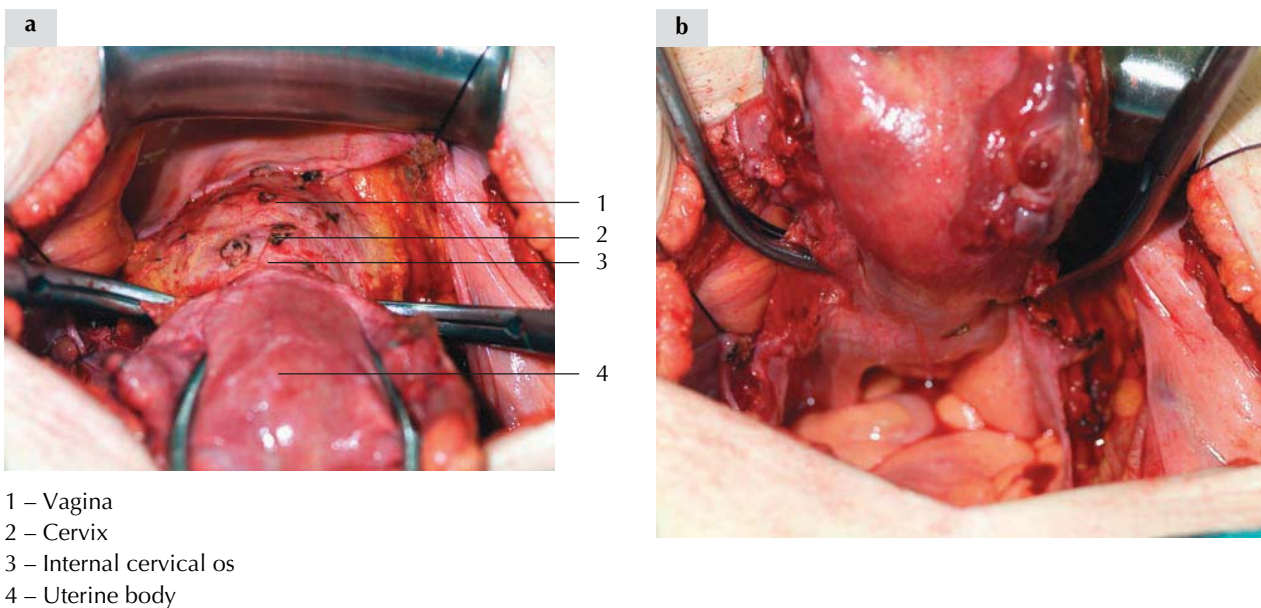 a
b
1
2
3
4
1 – Vagina
2 – Cervix
3 – Internal cervical os
4 – Uterine body